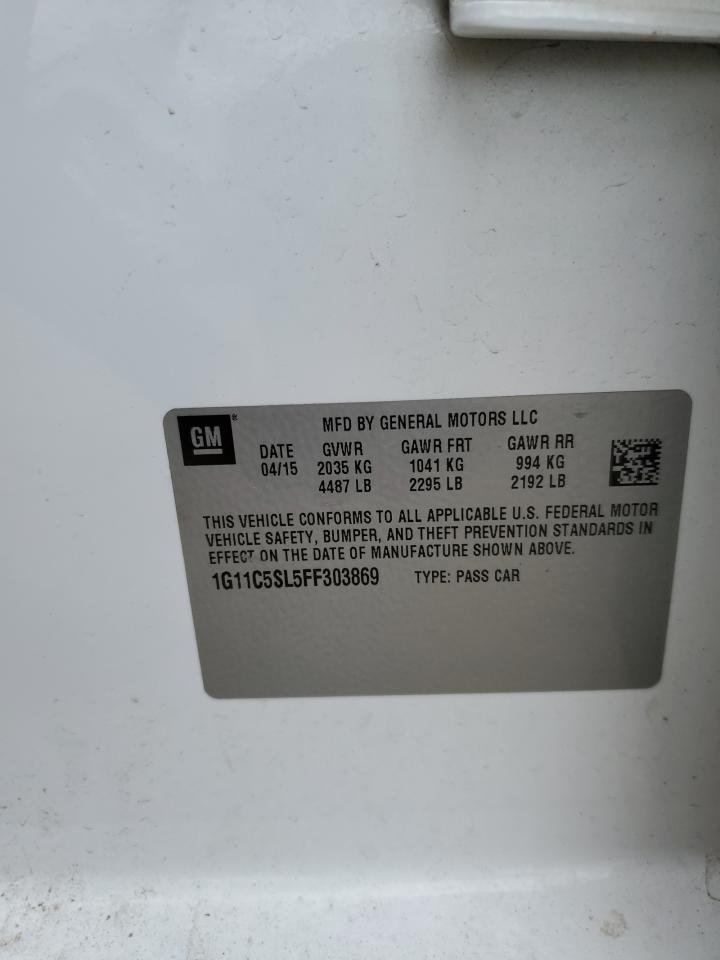 GM
MFD BY GENERAL MOTORS LLC
DATE GVWR GAWR FRT GAWR RR
04/15 2035 KG 1041 KG 994 KG
4487 LB 2295 LB 2192 LB
THIS VEHICLE CONFORMS TO ALL APPLICABLE U.S. FEDERAL MOTOR
VEHICLE SAFETY, BUMPER, AND THEFT PREVENTION STANDARDS IN
EFFECT ON THE DATE OF MANUFACTURE SHOWN ABOVE.
1G11C5SL5FF303869 TYPE: PASS CAR